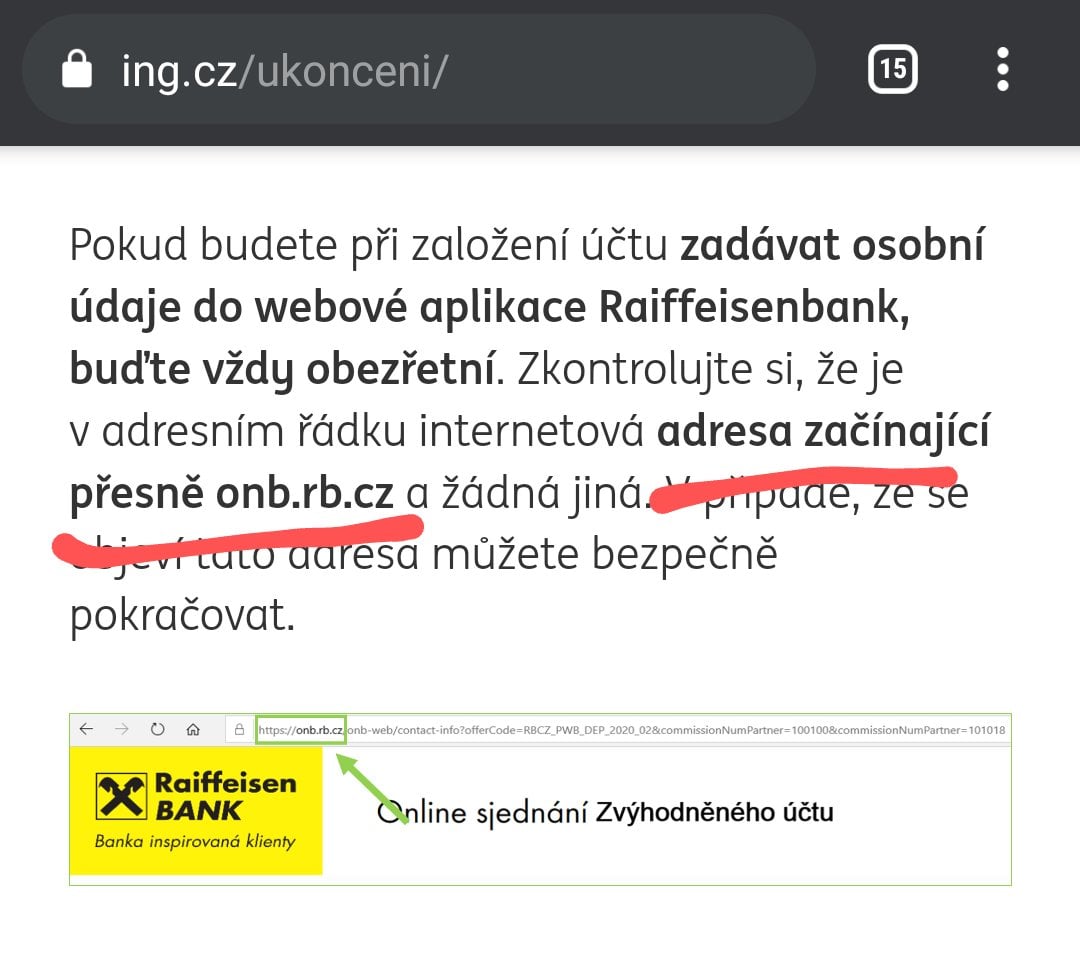 ing.cz/ukonceni/
15
Pokud budete při založení účtu zadávat osobní
údaje do webové aplikace Raiffeisenbank,
buďte vždy obezřetní. Zkontrolujte si, že je
v adresním řádku internetová adresa začínající
přesně onb.rb.cz a žádná jiná. V případě, že se
objeví tato adresa můžete bezpečně
pokračovat.
https://onb.rb.cz/onb-web/contact-info?offerCode=RBCZ_PWB_DEP_2020_02&commissionNumPartner=100100&commissionNumPartner=101018
Raiffeisen
BANK
Banka inspirovaná klienty
Online sjednání Zvýhodněného účtu